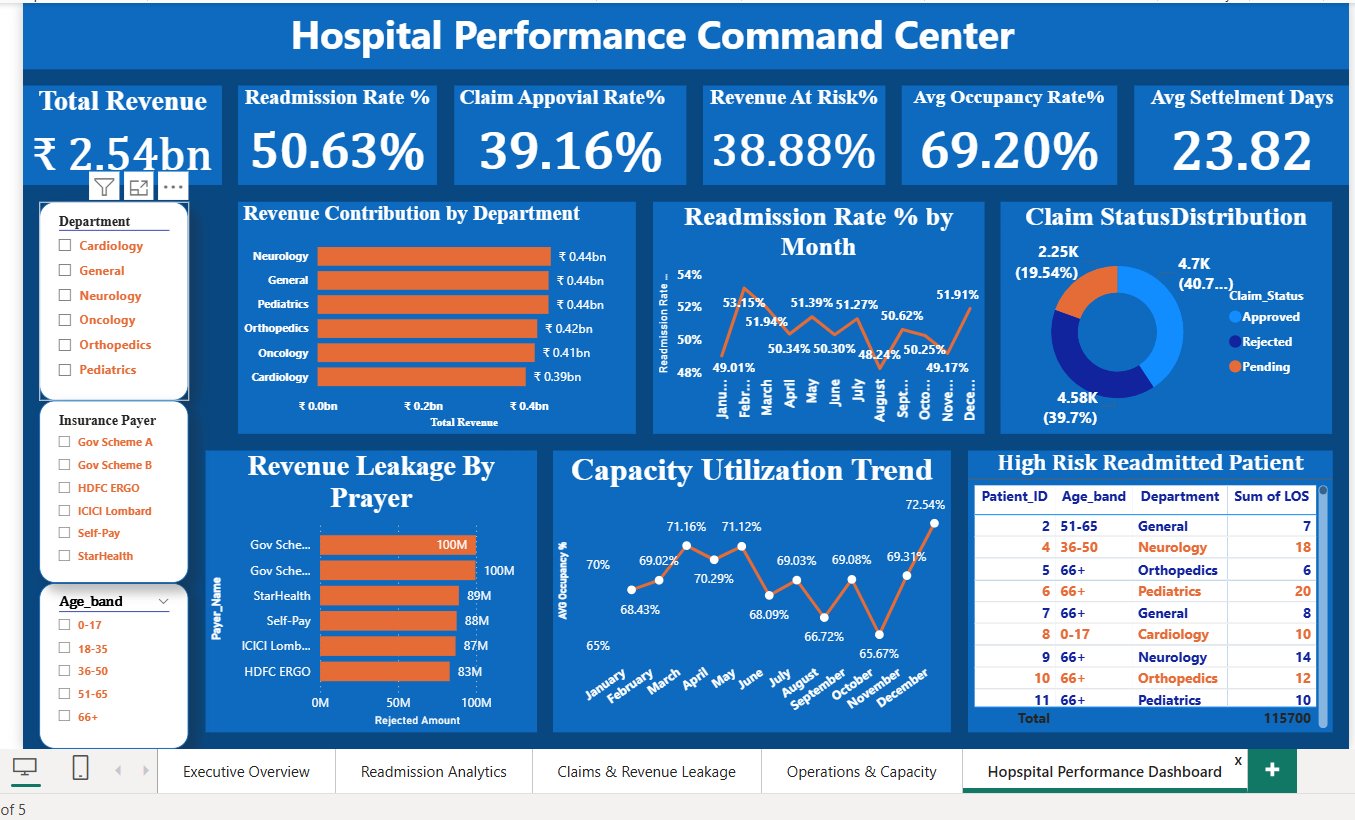 Hospital Performance Command Center
Total Revenue
₹ 2.54bn
Readmission Rate %
50.63%
Claim Appovial Rate%
39.16%
Revenue At Risk%
38.88%
Avg Occupancy Rate%
69.20%
Avg Settelment Days
23.82
Department
Cardiology
General
Neurology
Oncology
Orthopedics
Pediatrics
Insurance Payer
Gov Scheme A
Gov Scheme B
HDFC ERGO
ICICI Lombard
Self-Pay
StarHealth
Age_band
0-17
18-35
36-50
51-65
66+
Revenue Contribution by Department
Neurology ₹ 0.44bn
General ₹ 0.44bn
Pediatrics ₹ 0.44bn
Orthopedics ₹ 0.42bn
Oncology ₹ 0.41bn
Cardiology ₹ 0.39bn
₹ 0.0bn ₹ 0.2bn ₹ 0.4bn
Total Revenue
Readmission Rate % by
Month
Readmission Rate ...
54%
52%
50%
48%
49.01%
53.15%
51.94%
50.34%
51.39%
50.30%
51.27%
48.24%
50.62%
50.25%
49.17%
51.91%
Janu...
Febr...
March
April
May
June
July
August
Sept...
Octo...
Nove...
Dece...
Claim StatusDistribution
2.25K
(19.54%)
4.7K
(40.7...)
4.58K
(39.7%)
Claim_Status
Approved
Rejected
Pending
Revenue Leakage By
Prayer
Payer_Name
Gov Sche... 100M
Gov Sche... 100M
StarHealth 89M
Self-Pay 88M
ICICI Lomb... 87M
HDFC ERGO 83M
0M 50M 100M
Rejected Amount
Capacity Utilization Trend
AVG Occupancy %
70%
65%
68.43%
69.02%
71.16%
70.29%
71.12%
68.09%
69.03%
66.72%
69.08%
65.67%
69.31%
72.54%
January
February
March
April
May
June
July
August
September
October
November
December
High Risk Readmitted Patient
Patient_ID Age_band Department Sum of LOS
2 51-65 General 7
4 36-50 Neurology 18
5 66+ Orthopedics 6
6 66+ Pediatrics 20
7 66+ General 8
8 0-17 Cardiology 10
9 66+ Neurology 14
10 66+ Orthopedics 12
11 66+ Pediatrics 10
Total 115700
Executive Overview
Readmission Analytics
Claims & Revenue Leakage
Operations & Capacity
Hopspital Performance Dashboard
x
+
of 5